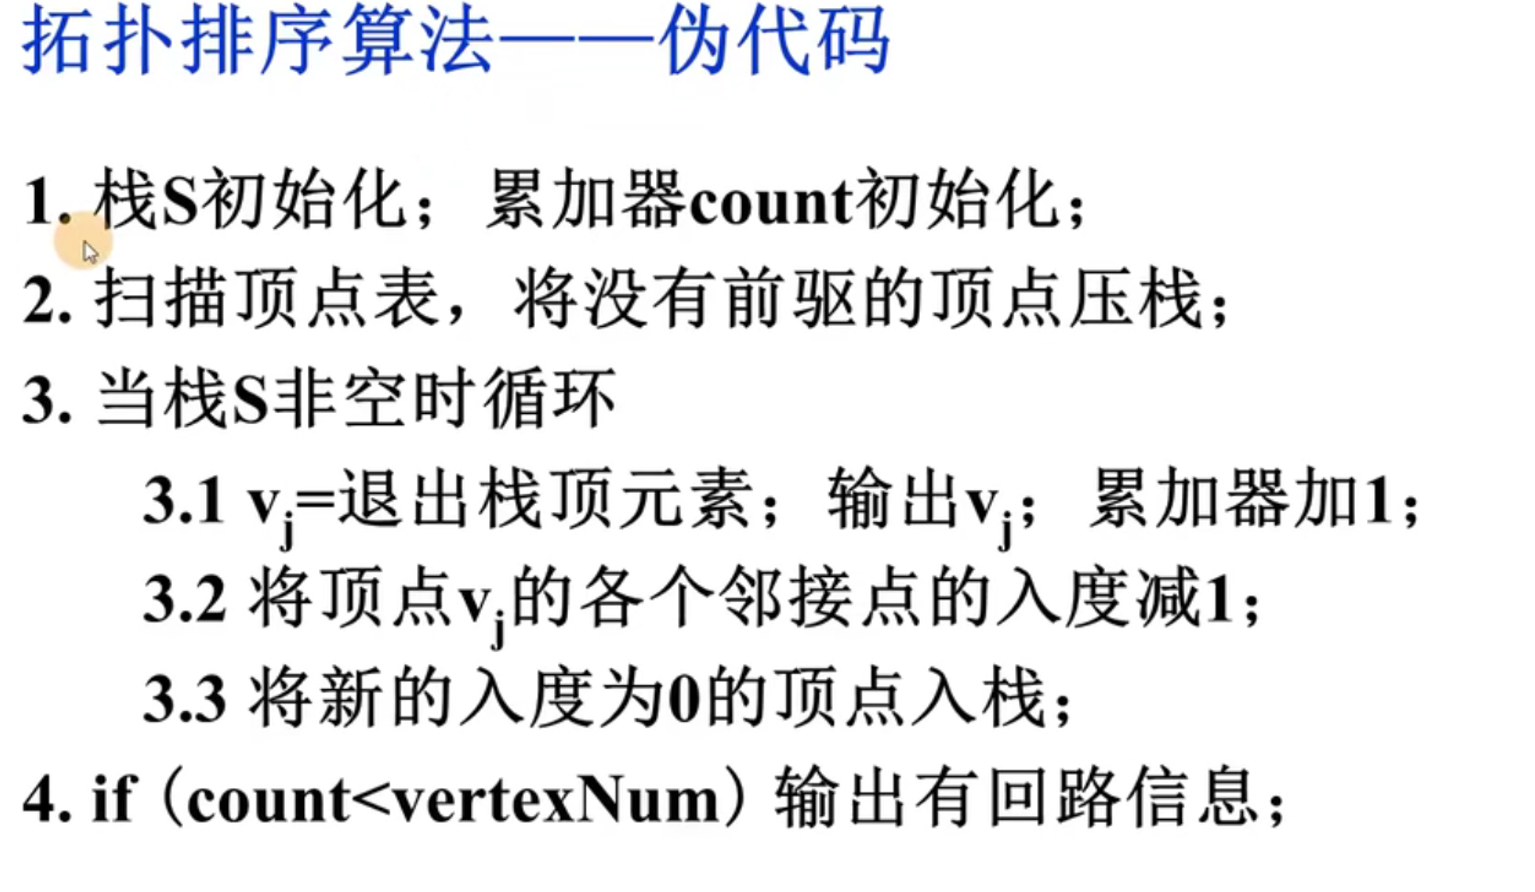 拓扑排序算法——伪代码
1. 栈S初始化；累加器count初始化；
2. 扫描顶点表，将没有前驱的顶点压栈；
3. 当栈S非空时循环
3.1 vj=退出栈顶元素；输出vj；累加器加1；
3.2 将顶点vj的各个邻接点的入度减1；
3.3 将新的入度为0的顶点入栈；
4. if（count<vertexNum）输出有回路信息；